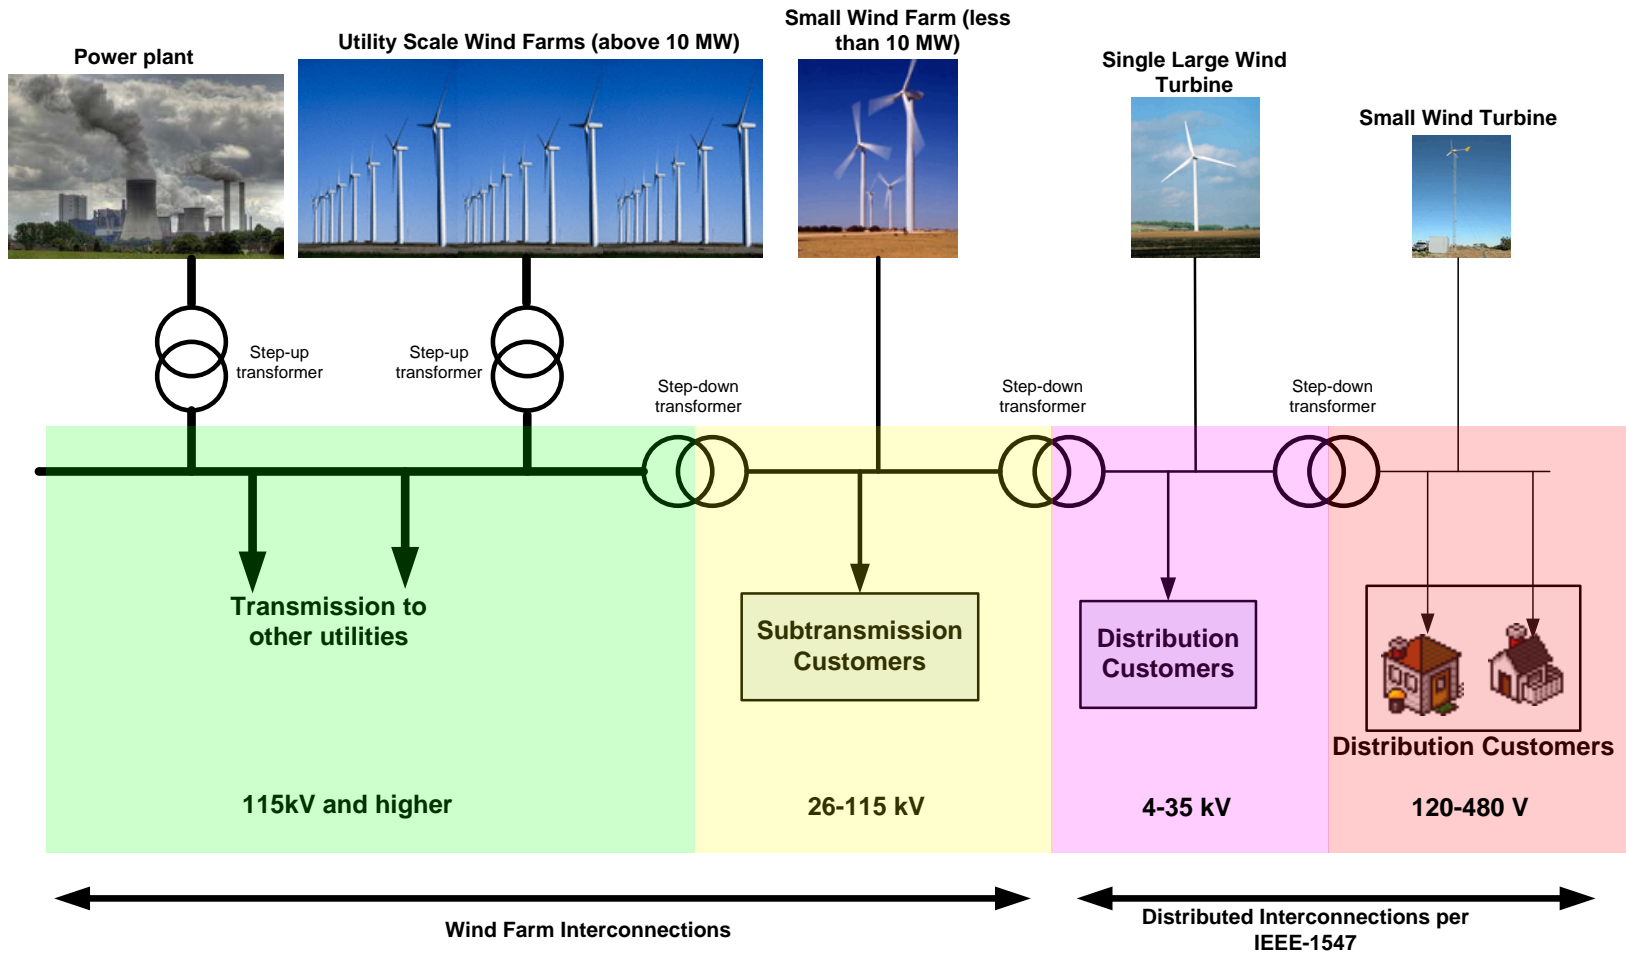 Power plant
Utility Scale Wind Farms (above 10 MW)
Small Wind Farm (less
than 10 MW)
Single Large Wind
Turbine
Small Wind Turbine
Step-up
transformer
Step-up
transformer
Step-down
transformer
Step-down
transformer
Step-down
transformer
Transmission to
other utilities
Subtransmission
Customers
Distribution
Customers
Distribution Customers
115kV and higher
26-115 kV
4-35 kV
120-480 V
Wind Farm Interconnections
Distributed Interconnections per
IEEE-1547